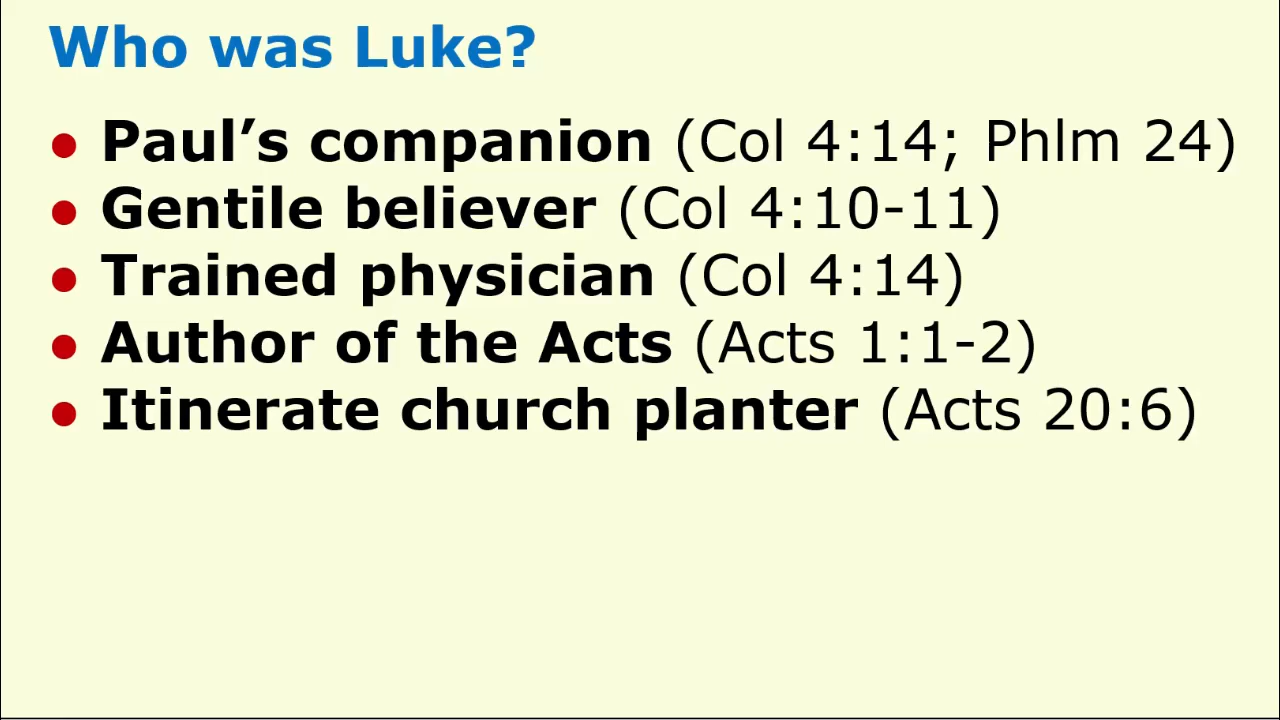 Who was Luke?
● Paul’s companion (Col 4:14; Phlm 24)
● Gentile believer (Col 4:10-11)
● Trained physician (Col 4:14)
● Author of the Acts (Acts 1:1-2)
● Itinerate church planter (Acts 20:6)